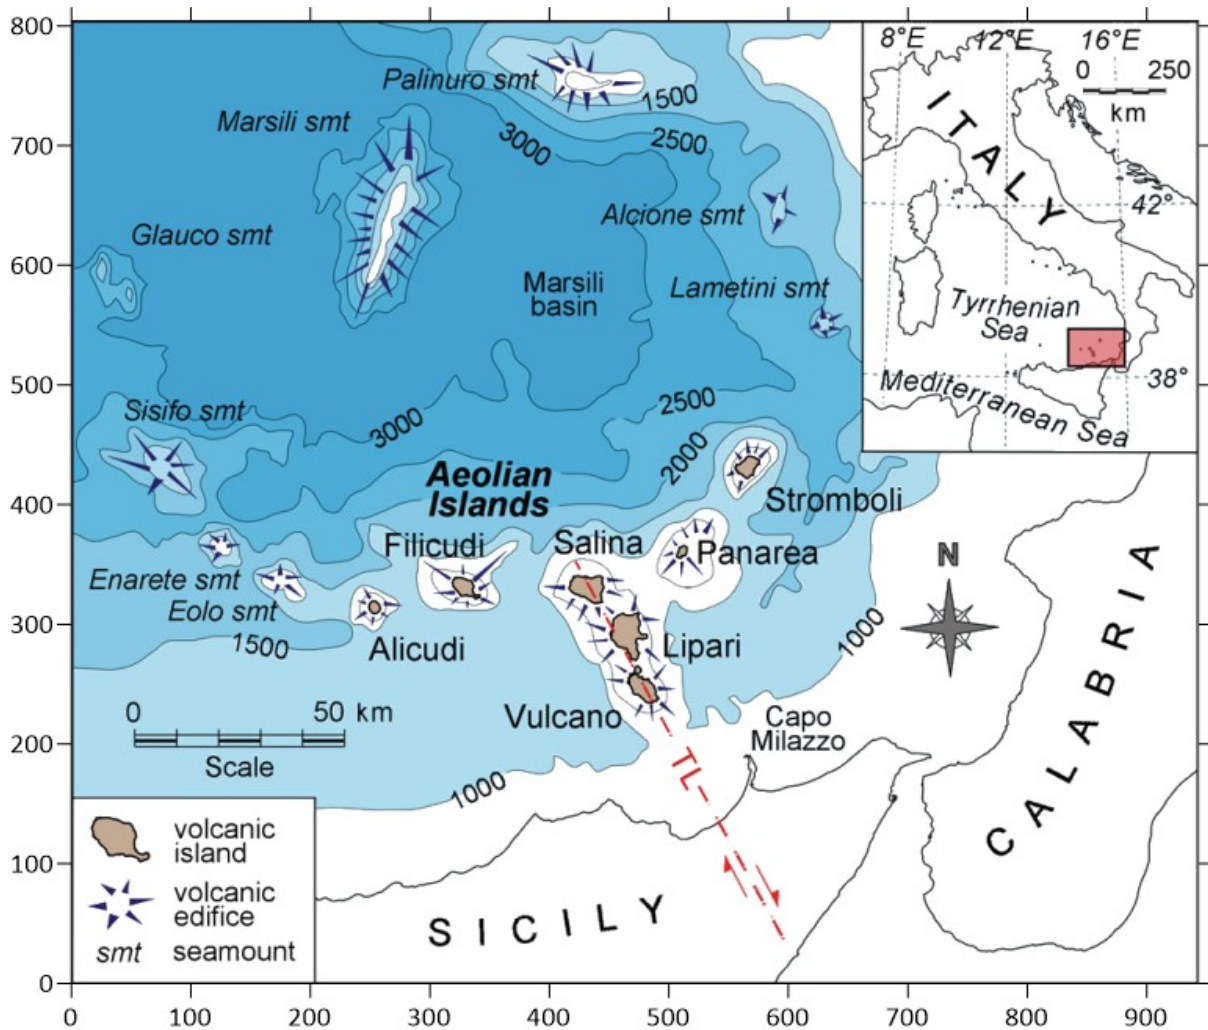 800
700
600
500
400
300
200
100
0
0
100
200
300
400
500
600
700
800
900
Palinuro smt
1500
Marsili smt
3000
2500
Alcione smt
Glauco smt
Marsili
basin
Lametini smt
Sisifo smt
3000
2500
2000
Aeolian
Islands
Stromboli
Filicudi
Salina
Panarea
Enarete smt
Eolo smt
1500
Alicudi
Lipari
1000
N
Vulcano
Capo
Milazzo
0 50 km
Scale
TL
1000
CALABRIA
SICILY
volcanic
island
volcanic
edifice
smt seamount
8°E 12°E 16°E
0 250
km
ITALY
42°
Tyrrhenian
Sea
38°
Mediterranean Sea